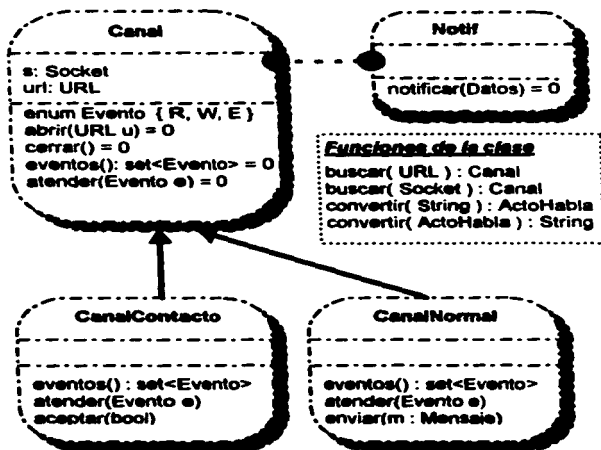 Canal
s: Socket
url: URL
enum Evento { R, W, E }
abrir(URL u) = 0
cerrar() = 0
eventos(): set<Evento> = 0
atender(Evento e) = 0
Notif
notificar(Datos) = 0
Funciones de la clase
buscar( URL ) : Canal
buscar( Socket ) : Canal
convertir( String ) : ActoHabla
convertir( ActoHabla ) : String
CanalContacto
eventos() : set<Evento>
atender(Evento e)
aceptar(bool)
CanalNormal
eventos() : set<Evento>
atender(Evento e)
enviar(m : Mensaje)